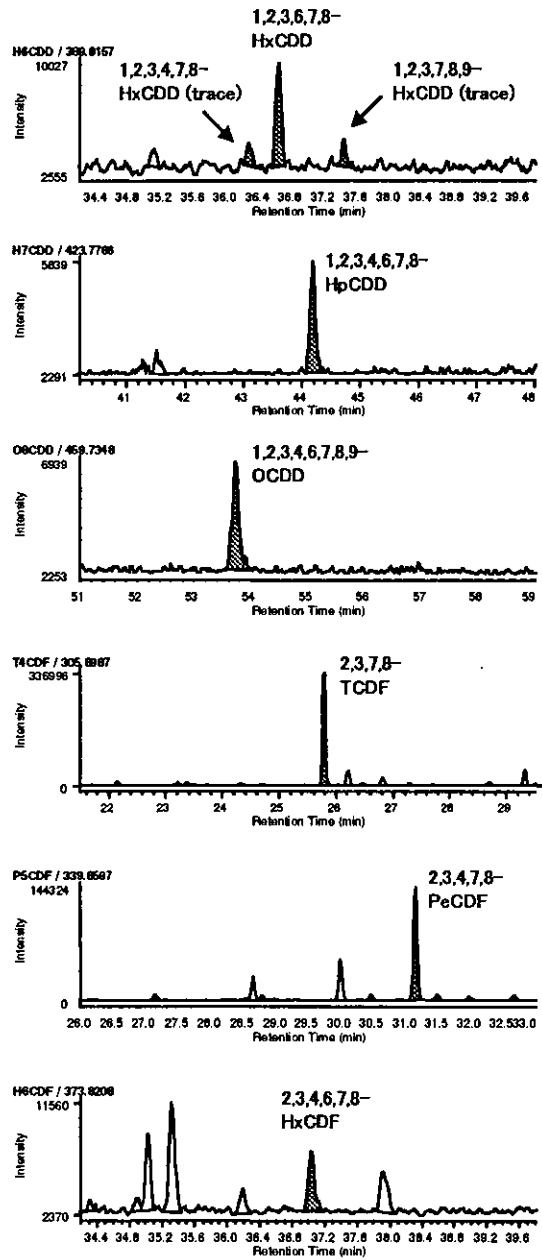 1,2,3,6,7,8-
HxCDD
H6CDD / 389.8157
10027
1,2,3,4,7,8-
HxCDD (trace)
1,2,3,7,8,9-
HxCDD (trace)
Intensity
2555
34.4 34.8 35.2 35.6 36.0 36.4 36.8 37.2 37.6 38.0 38.4 38.8 39.2 39.6
Retention Time (min)
H7CDD / 423.7766
5839
1,2,3,4,6,7,8-
HpCDD
Intensity
2291
41 42 43 44 45 46 47 48
Retention Time (min)
O8CDD / 459.7348
6939
1,2,3,4,6,7,8,9-
OCDD
Intensity
2253
51 52 53 54 55 56 57 58 59
Retention Time (min)
T4CDF / 305.8987
336996
2,3,7,8-
TCDF
Intensity
0
22 23 24 25 26 27 28 29
Retention Time (min)
P5CDF / 339.8597
144324
2,3,4,7,8-
PeCDF
Intensity
0
26.0 26.5 27.0 27.5 28.0 28.5 29.0 29.5 30.0 30.5 31.0 31.5 32.0 32.533.0
Retention Time (min)
H6CDF / 373.8208
11560
2,3,4,6,7,8-
HxCDF
Intensity
2370
34.4 34.8 35.2 35.6 36.0 36.4 36.8 37.2 37.6 38.0 38.4 38.8 39.2 39.6
Retention Time (min)